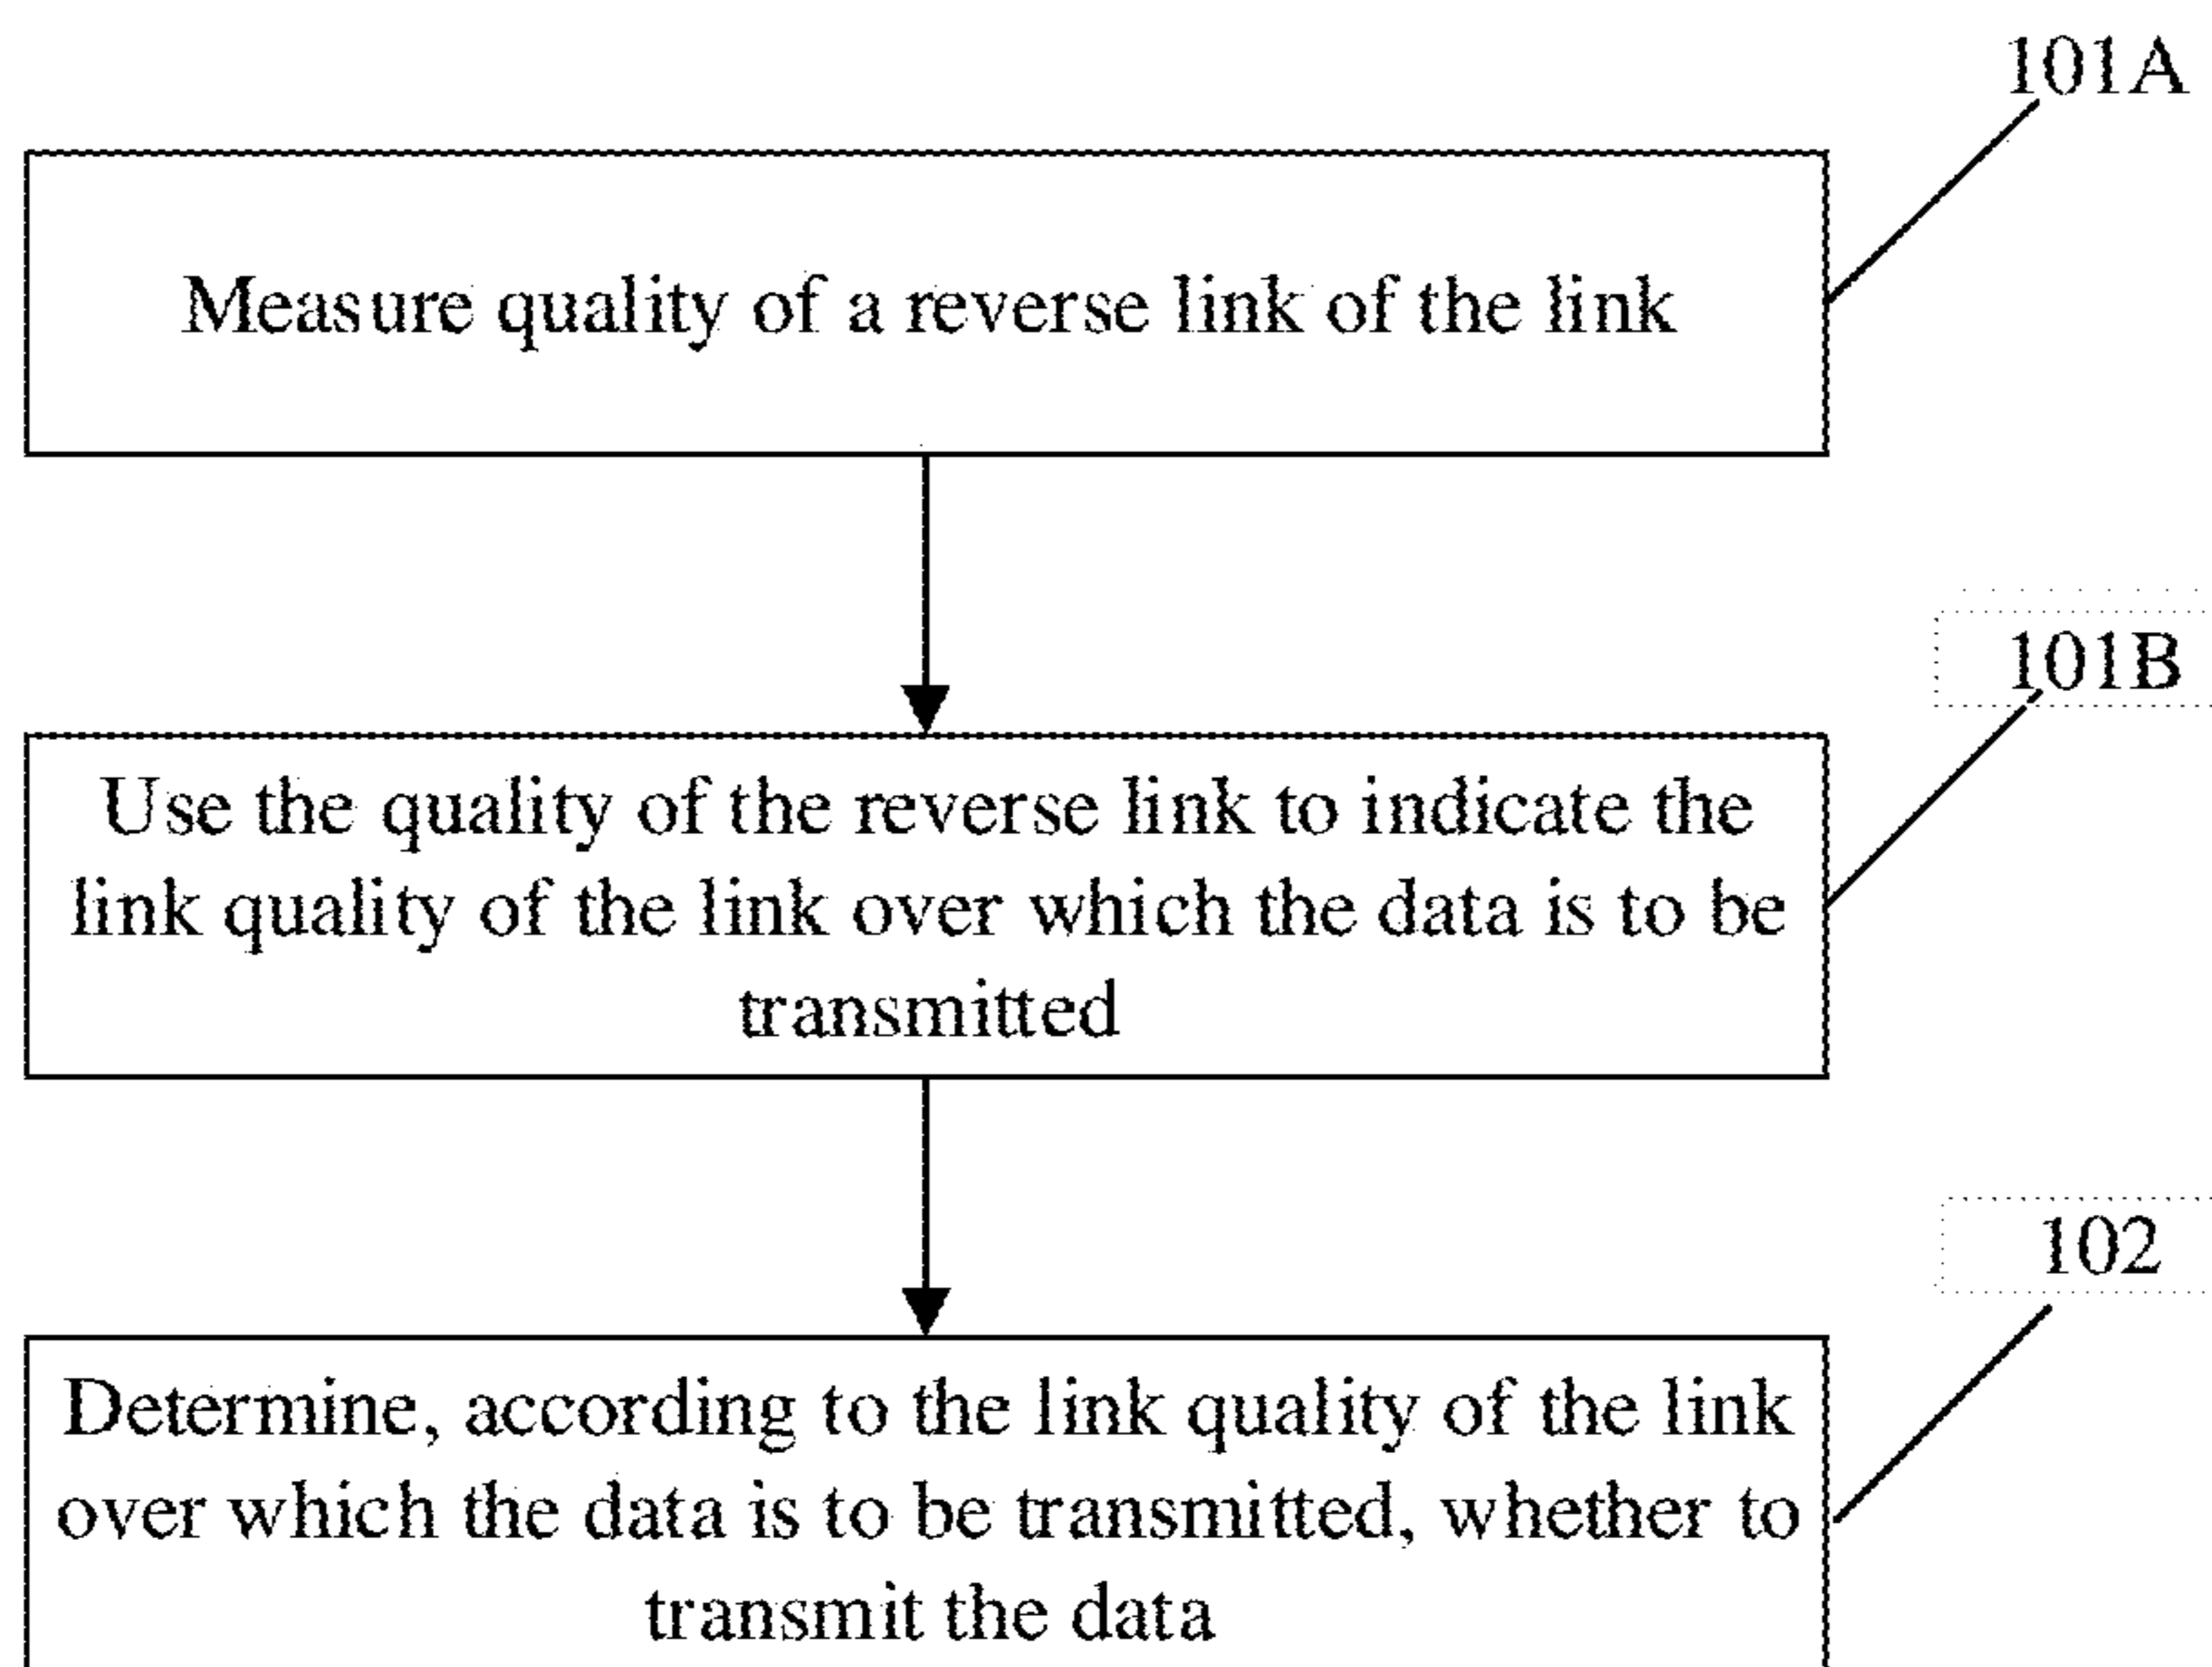 101A
Measure quality of a reverse link of the link
101B
Use the quality of the reverse link to indicate the
link quality of the link over which the data is to be
transmitted
102
Determine, according to the link quality of the link
over which the data is to be transmitted, whether to
transmit the data